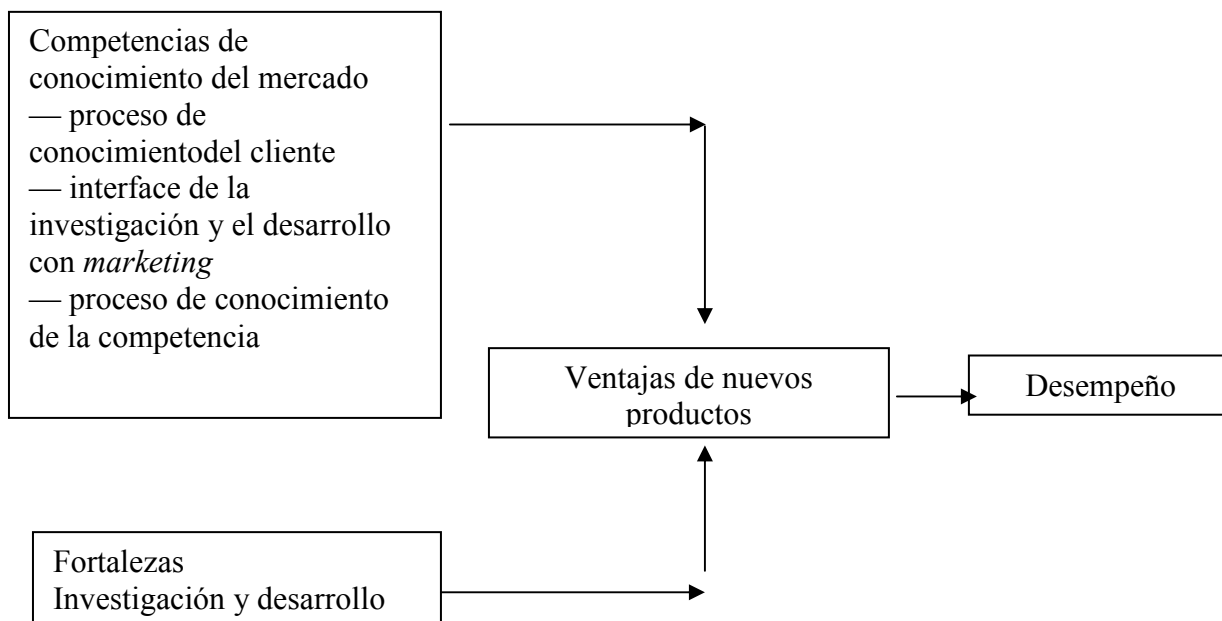 Competencias de
conocimiento del mercado
— proceso de
conocimientodel cliente
— interface de la
investigación y el desarrollo
con marketing
— proceso de conocimiento
de la competencia
Ventajas de nuevos
productos
Desempeño
Fortalezas
Investigación y desarrollo